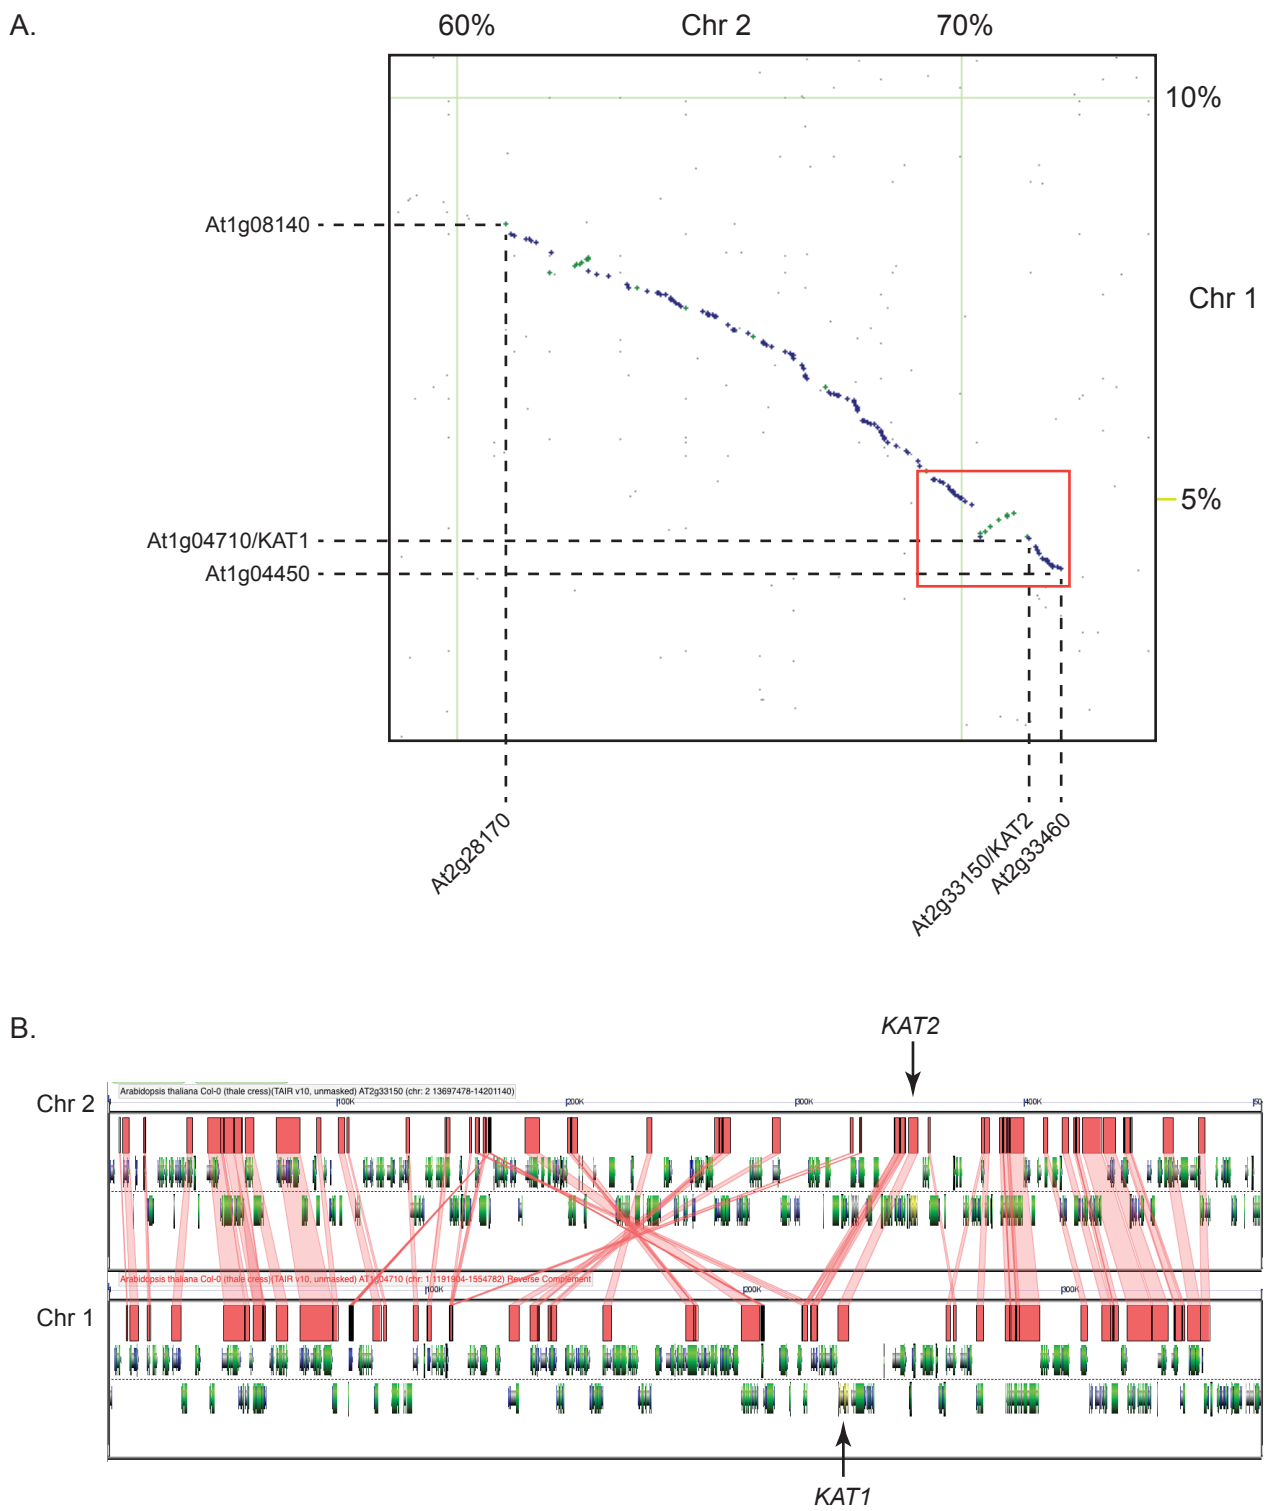 A.
60% Chr 2 70%
10%
At1g08140
Chr 1
5%
At1g04710/KAT1
At1g04450
At2g28170
At2g33150/KAT2
At2g33460
B.
KAT2
Arabidopsis thaliana Col-0 (thale cress)(TAIR v10, unmasked) AT2g33150 (chr: 2 13697478-14201140)
Chr 2
100K 200K 300K 400K 50
Arabidopsis thaliana Col-0 (thale cress)(TAIR v10, unmasked) AT1g04710 (chr: 1 1191904-1554782) Reverse Complement
100K 200K 300K
Chr 1
KAT1